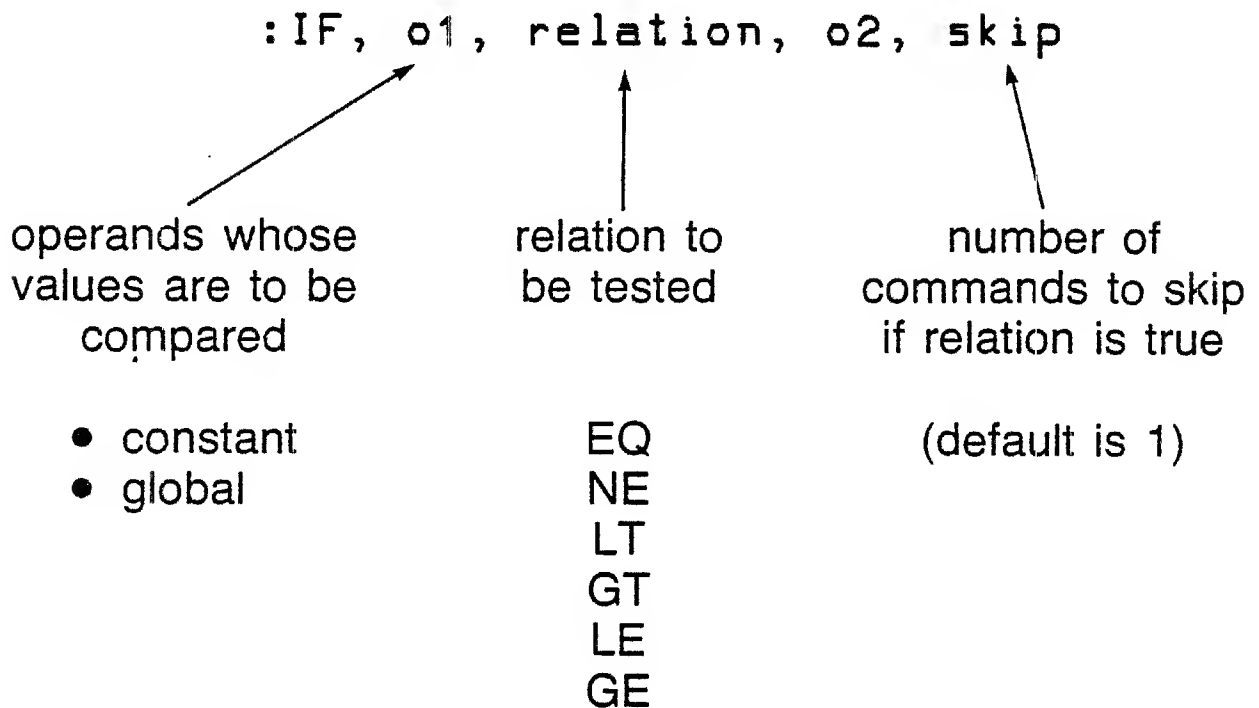 :IF, o1, relation, o2, skip
operands whose
values are to be
compared
• constant
• global
relation to
be tested
EQ
NE
LT
GT
LE
GE
number of
commands to skip
if relation is true
(default is 1)